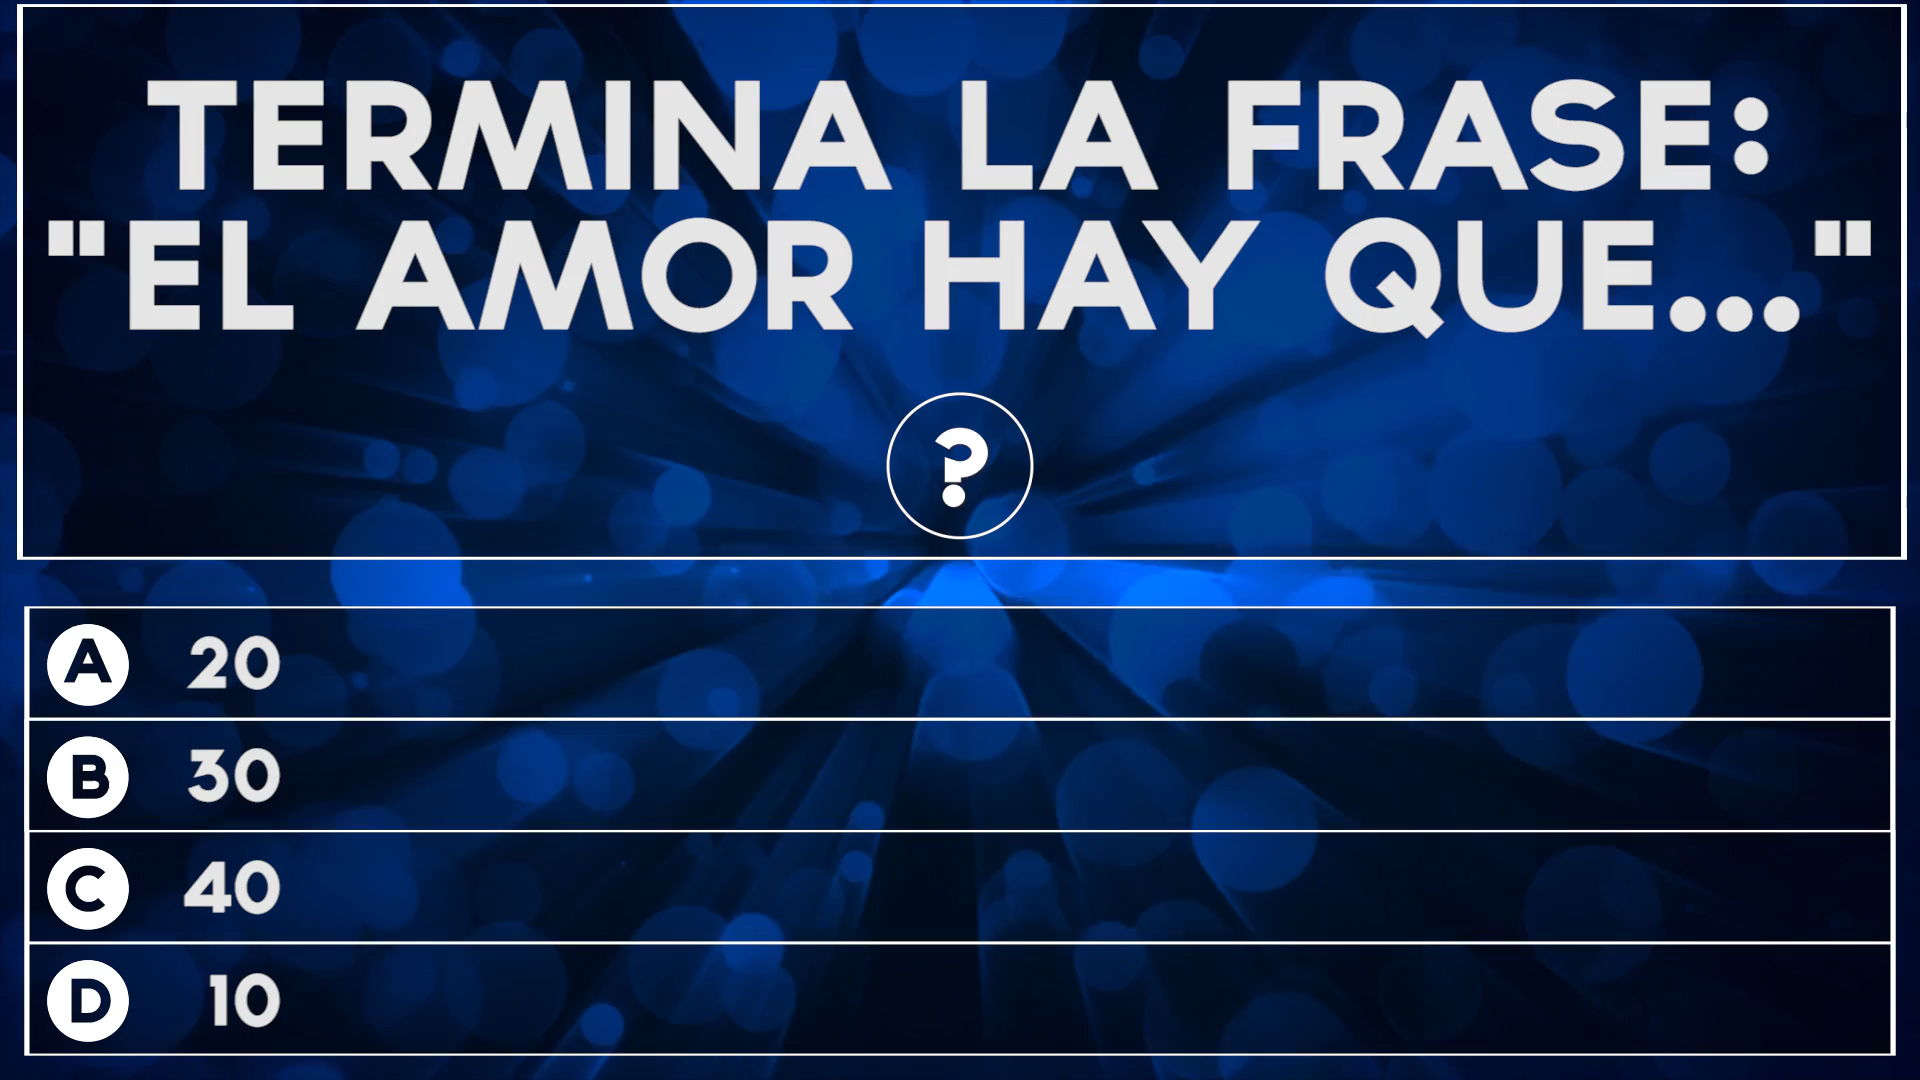 TERMINA LA FRASE:
"EL AMOR HAY QUE..."
?
A 20
B 30
C 40
D 10